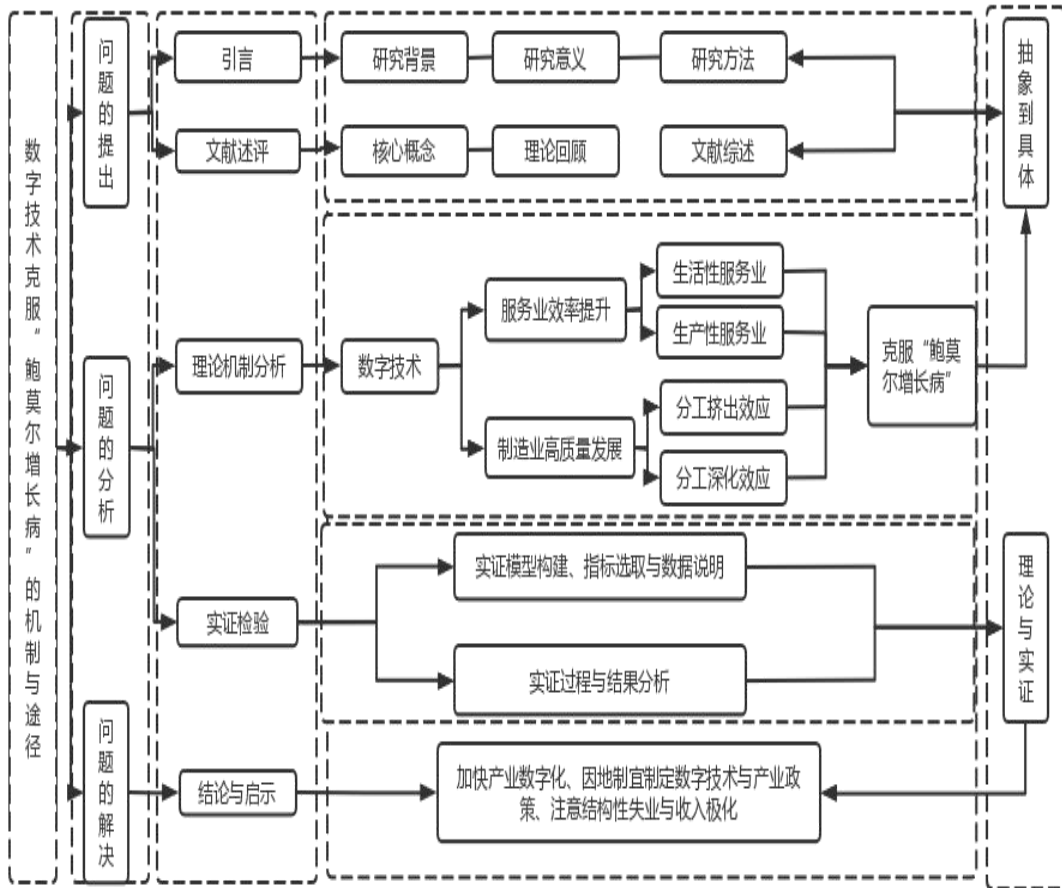 数字技术克服“鲍莫尔增长病”的机制与途径
问题的提出
引言
研究背景
研究意义
研究方法
文献述评
核心概念
理论回顾
文献综述
抽象到具体
问题的分析
理论机制分析
数字技术
服务业效率提升
生活性服务业
生产性服务业
制造业高质量发展
分工挤出效应
分工深化效应
克服“鲍莫
尔增长病”
实证检验
实证模型构建、指标选取与数据说明
实证过程与结果分析
理论与实证
问题的解决
结论与启示
加快产业数字化、因地制宜制定数字技术与产业政
策、注意结构性失业与收入极化